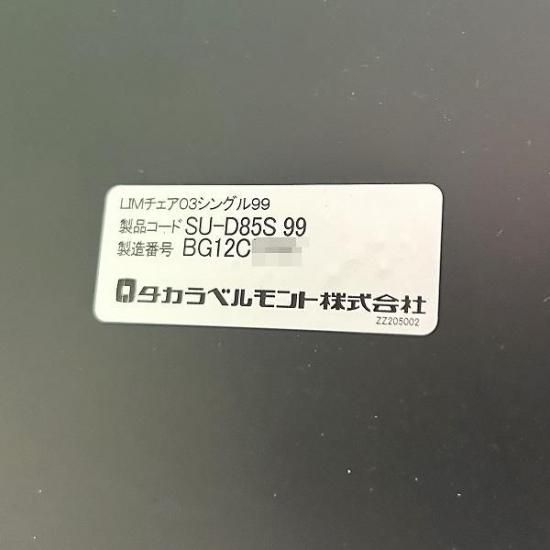 LIMチェア03シングル99
製品コード SU-D85S 99
製造番号 BG12C
タカラベルモント株式会社
ZZ205002